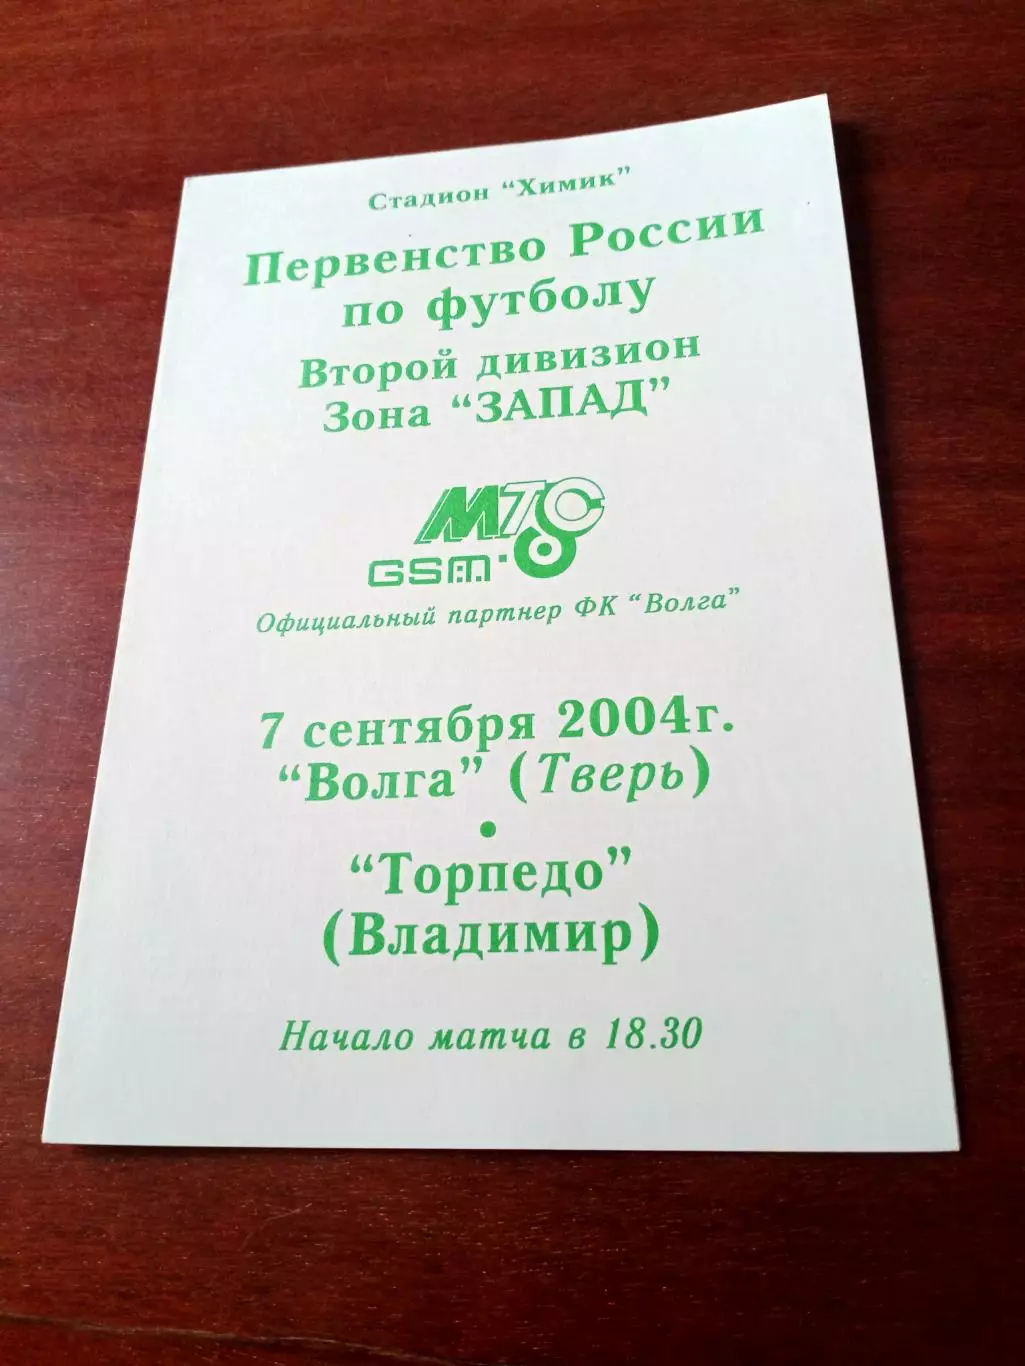 Стадион “Химик”
Первенство России
по футболу
Второй дивизион
Зона “ЗАПАД”
МТС
GSM
Официальный партнер ФК “Волга”
7 сентября 2004г.
“Волга” (Тверь)
•
“Торпедо”
(Владимир)
Начало матча в 18.30